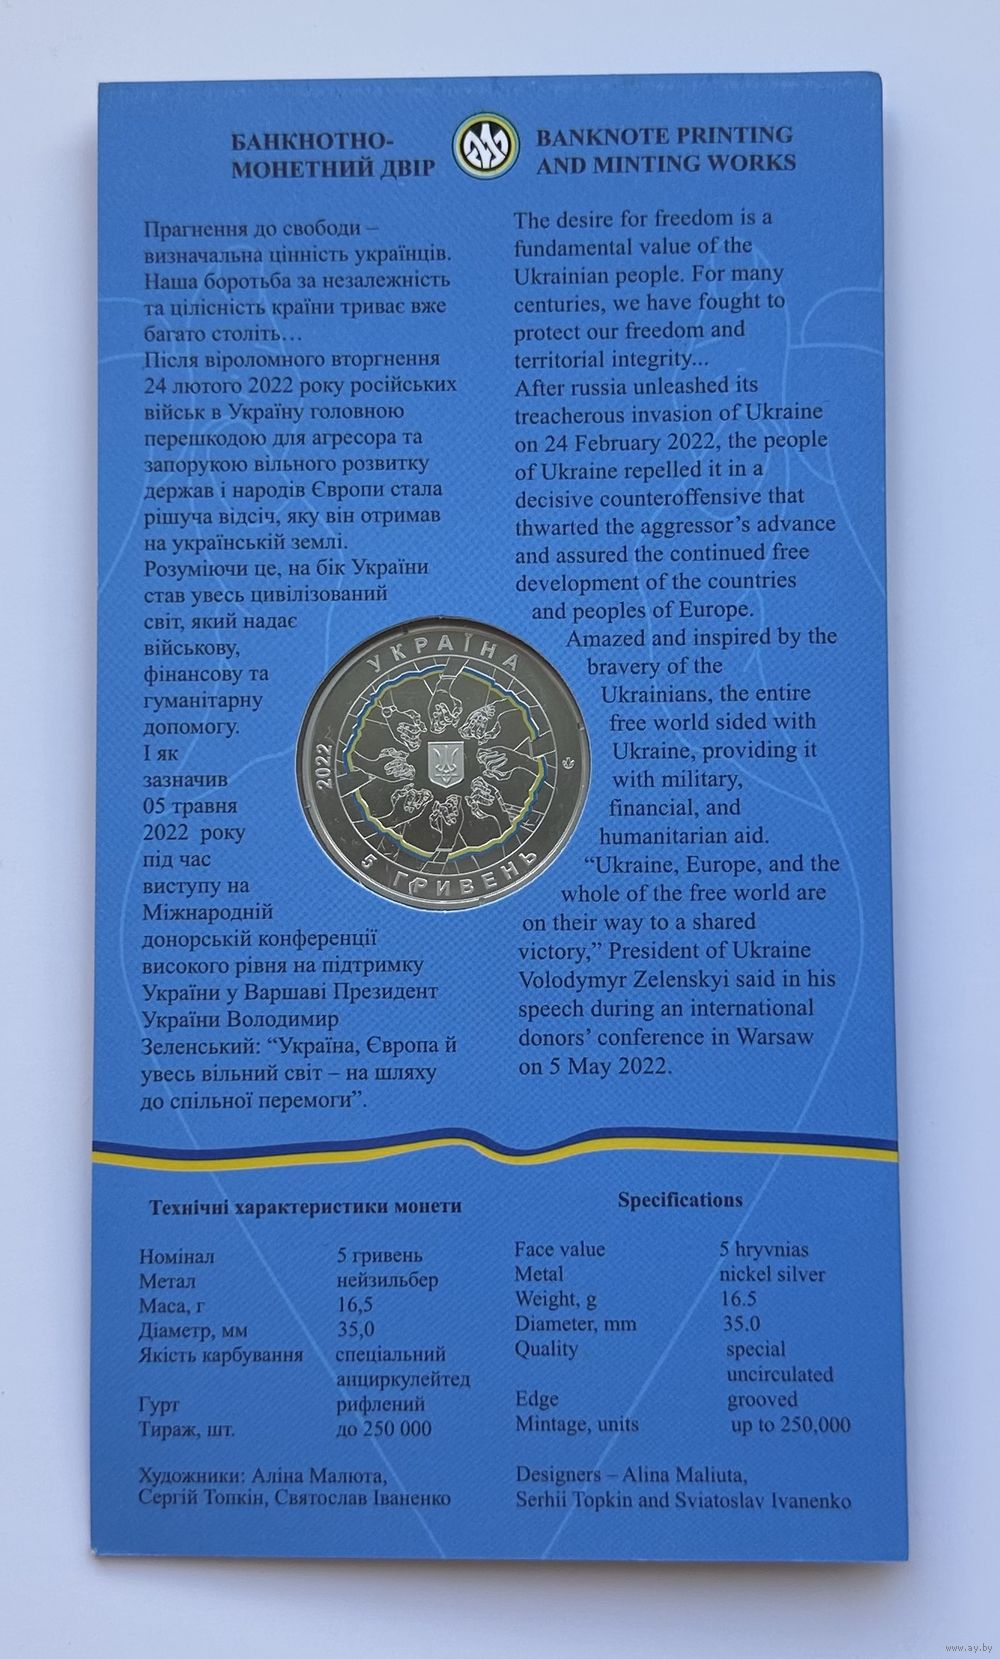 БАНКНОТНО-
МОНЕТНИЙ ДВІР
BANKNOTE PRINTING
AND MINTING WORKS
Прагнення до свободи –
визначальна цінність українців.
Наша боротьба за незалежність
та цілісність країни триває вже
багато століть…
Після віроломного вторгнення
24 лютого 2022 року російських
військ в Україну головною
перешкодою для агресора та
запорукою вільного розвитку
держав і народів Європи стала
рішуча відсіч, яку він отримав
на українській землі.
Розуміючи це, на бік України
став увесь цивілізований
світ, який надає
військову,
фінансову та
гуманітарну
допомогу.
І як
зазначив
05 травня
2022 року
під час
виступу на
Міжнародній
донорській конференції
високого рівня на підтримку
України у Варшаві Президент
України Володимир
Зеленський: “Україна, Європа й
увесь вільний світ – на шляху
до спільної перемоги”.
The desire for freedom is a
fundamental value of the
Ukrainian people. For many
centuries, we have fought to
protect our freedom and
territorial integrity...
After russia unleashed its
treacherous invasion of Ukraine
on 24 February 2022, the people
of Ukraine repelled it in a
decisive counteroffensive that
thwarted the aggressor’s advance
and assured the continued free
development of the countries
and peoples of Europe.
Amazed and inspired by the
bravery of the
Ukrainians, the entire
free world sided with
Ukraine, providing it
with military,
financial, and
humanitarian aid.
“Ukraine, Europe, and the
whole of the free world are
on their way to a shared
victory,” President of Ukraine
Volodymyr Zelenskyi said in his
speech during an international
donors’ conference in Warsaw
on 5 May 2022.
УКРАЇНА
2022
5 ГРИВЕНЬ
Технічні характеристики монети
Номінал 5 гривень
Метал нейзильбер
Маса, г 16,5
Діаметр, мм 35,0
Якість карбування спеціальний
анциркулейтед
Гурт рифлений
Тираж, шт. до 250 000
Художники: Аліна Малюта,
Сергій Топкін, Святослав Іваненко
Specifications
Face value 5 hryvnias
Metal nickel silver
Weight, g 16.5
Diameter, mm 35.0
Quality special
uncirculated
Edge grooved
Mintage, units up to 250,000
Designers – Alina Maliuta,
Serhii Topkin and Sviatoslav Ivanenko
www.ay.by